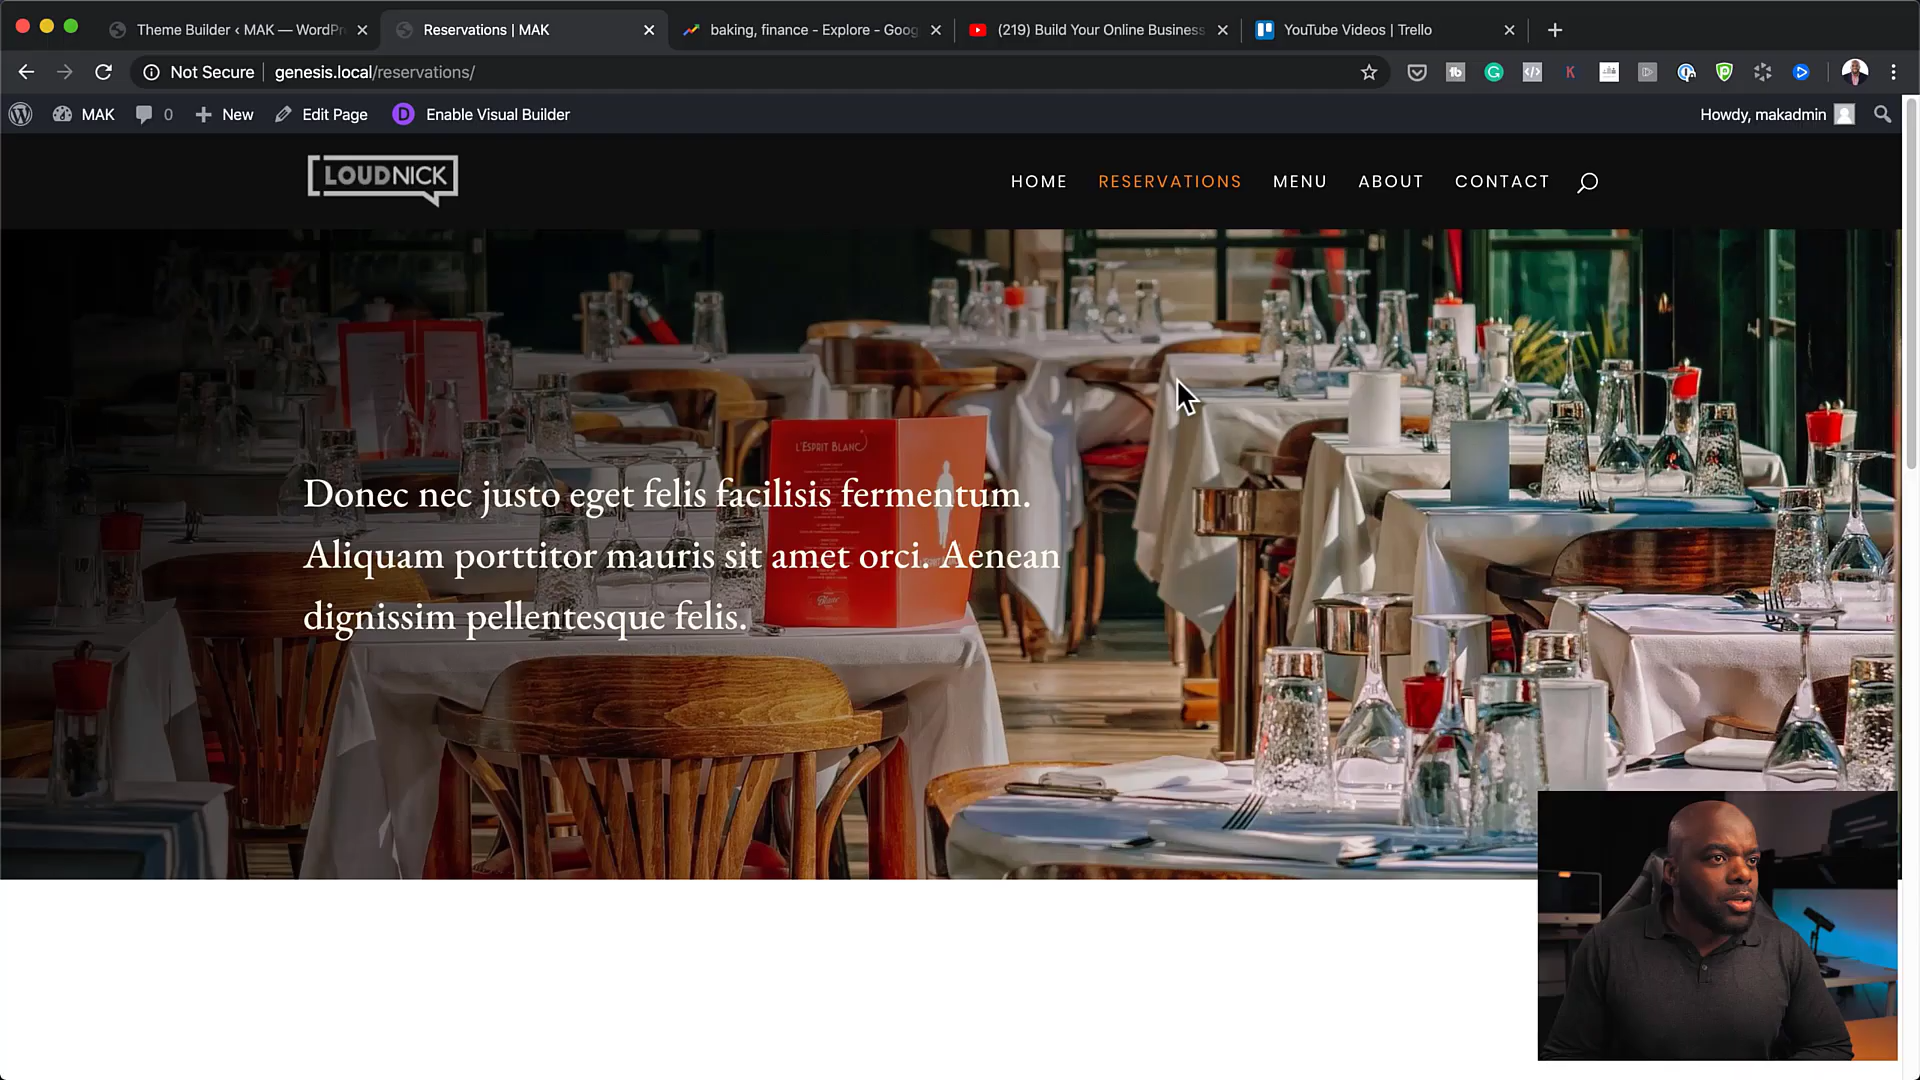 Theme Builder ‹ MAK — WordPr
Reservations | MAK
baking, finance - Explore - Goog
(219) Build Your Online Business
YouTube Videos | Trello
Not Secure
genesis.local/reservations/
MAK
0
New
Edit Page
D
Enable Visual Builder
Howdy, makadmin
LOUDNICK
HOME
RESERVATIONS
MENU
ABOUT
CONTACT
L'ESPRIT BLANC
Donec nec justo eget felis facilisis fermentum.
Aliquam porttitor mauris sit amet orci. Aenean
dignissim pellentesque felis.